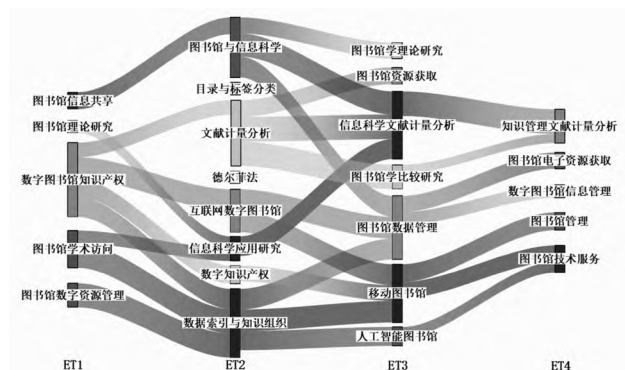 图书馆信息共享
图书馆理论研究
数字图书馆知识产权
图书馆学术访问
图书馆数字资源管理
ET1
图书馆与信息科学
目录与标签分类
文献计量分析
德尔菲法
互联网数字图书馆
信息科学应用研究
数字知识产权
数据索引与知识组织
ET2
图书馆学理论研究
图书馆资源获取
信息科学文献计量分析
图书馆学比较研究
图书馆数据管理
移动图书馆
人工智能图书馆
ET3
知识管理文献计量分析
图书馆电子资源获取
数字图书馆信息管理
图书馆管理
图书馆技术服务
ET4